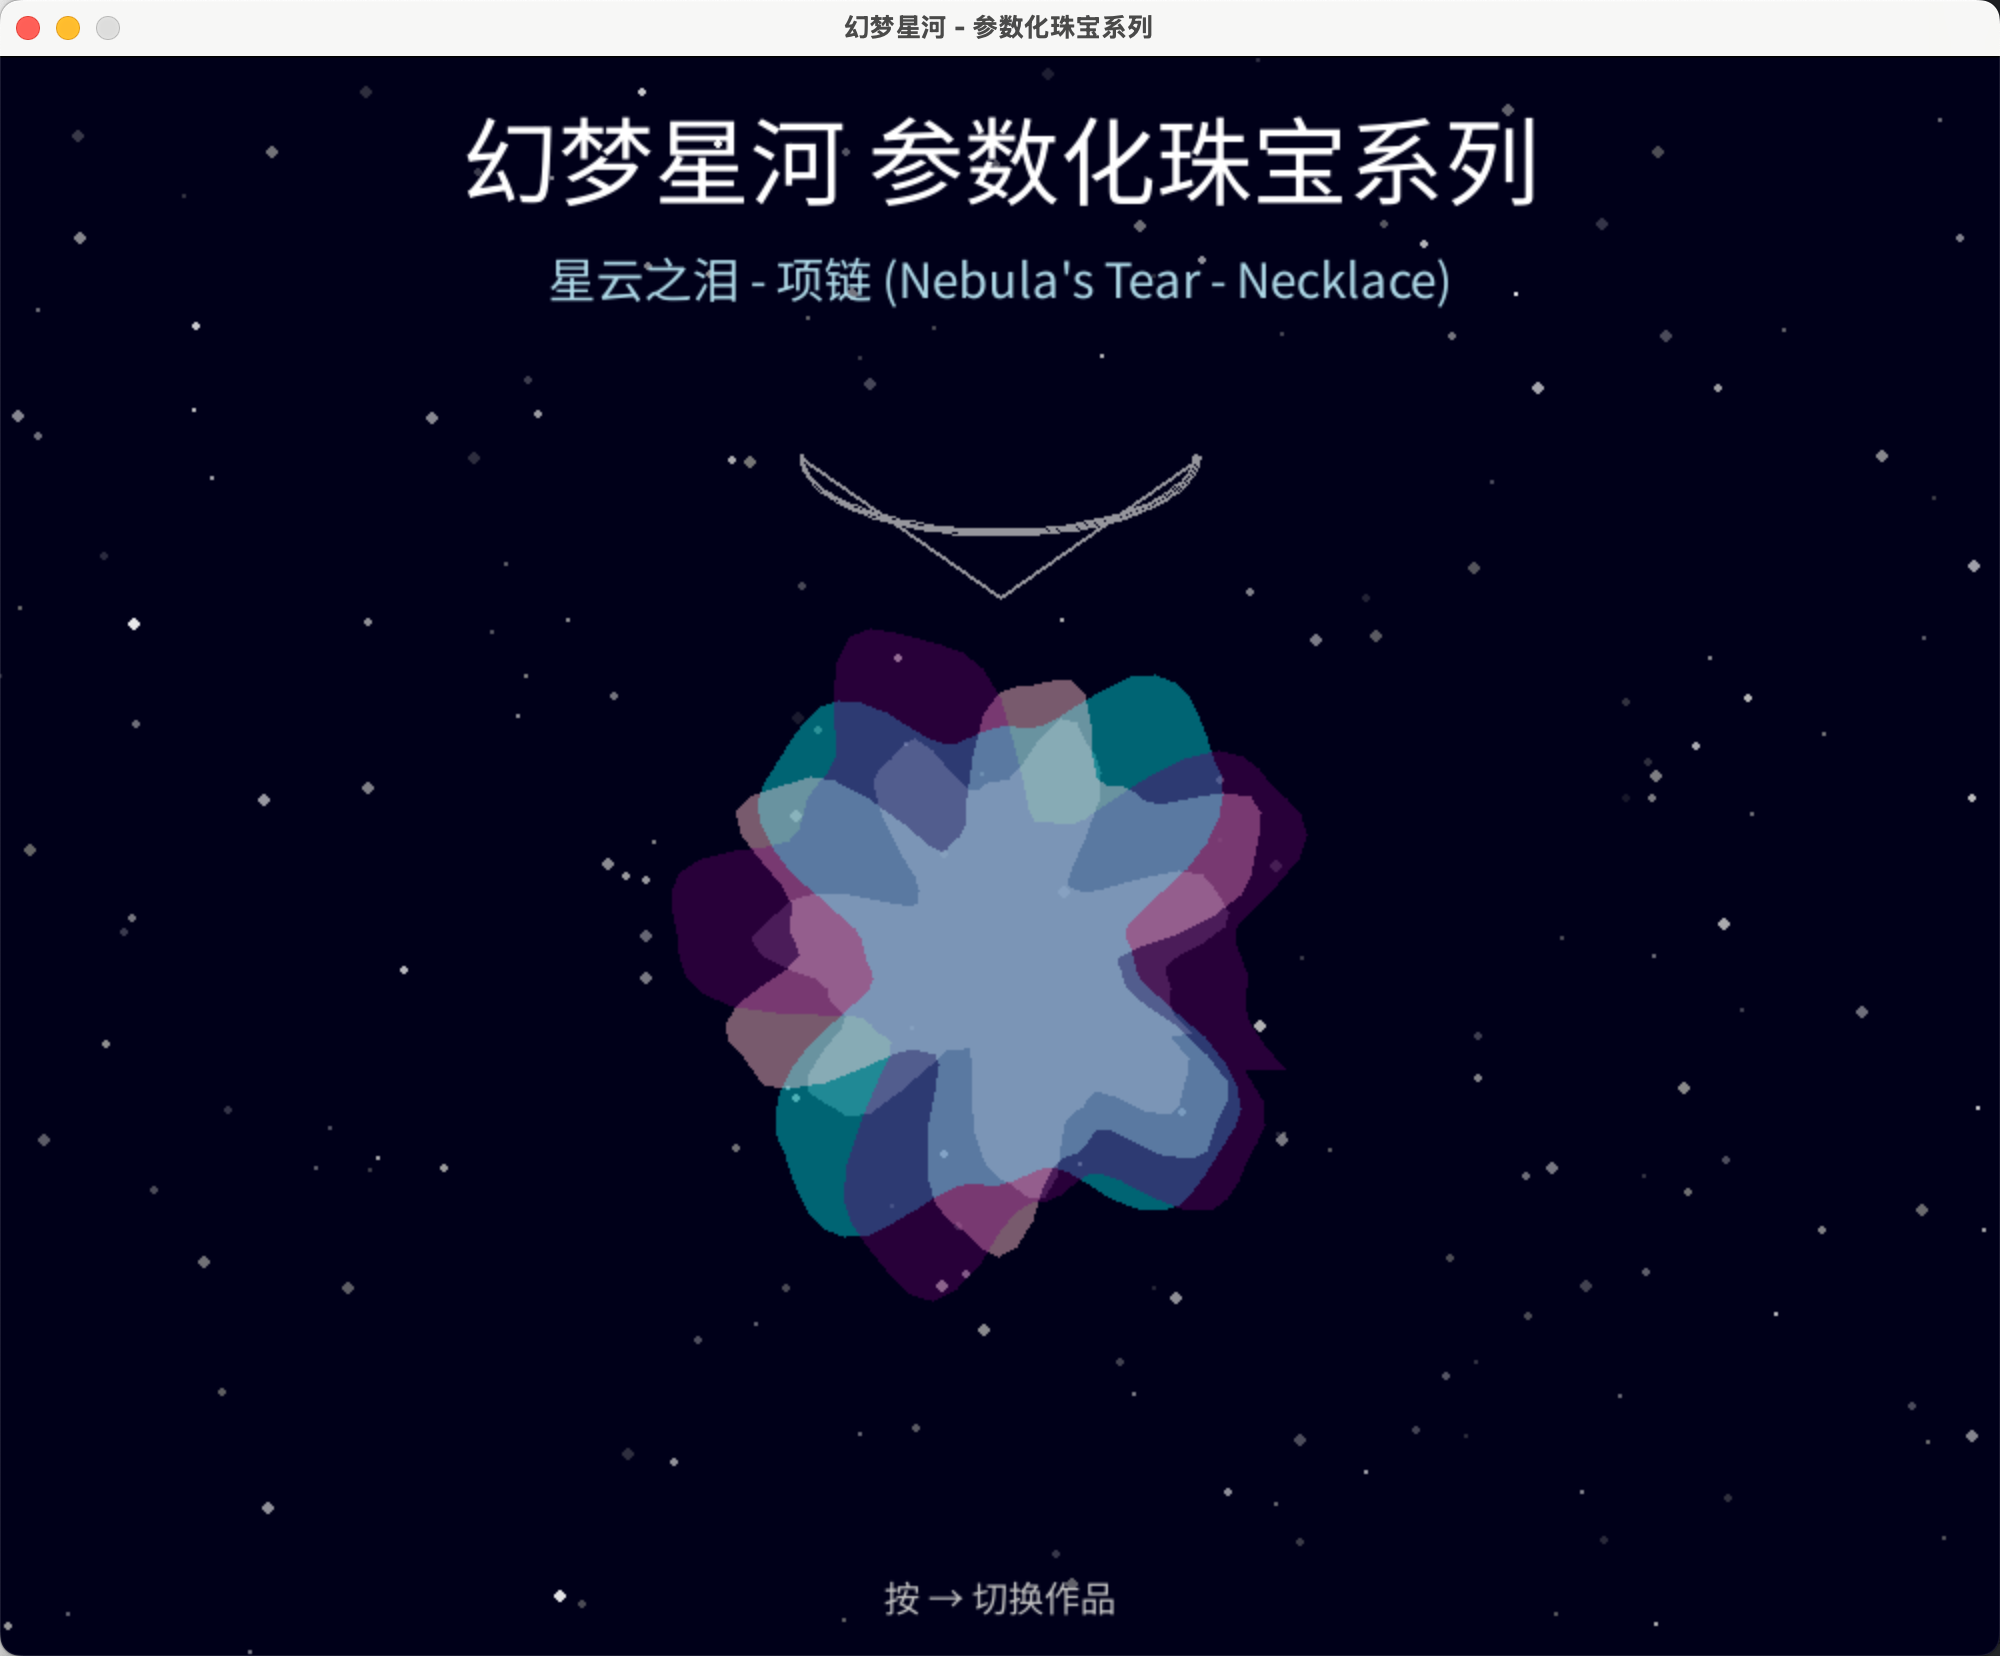 幻梦星河 - 参数化珠宝系列
幻梦星河 参数化珠宝系列
星云之泪 - 项链 (Nebula's Tear - Necklace)
按 → 切换作品